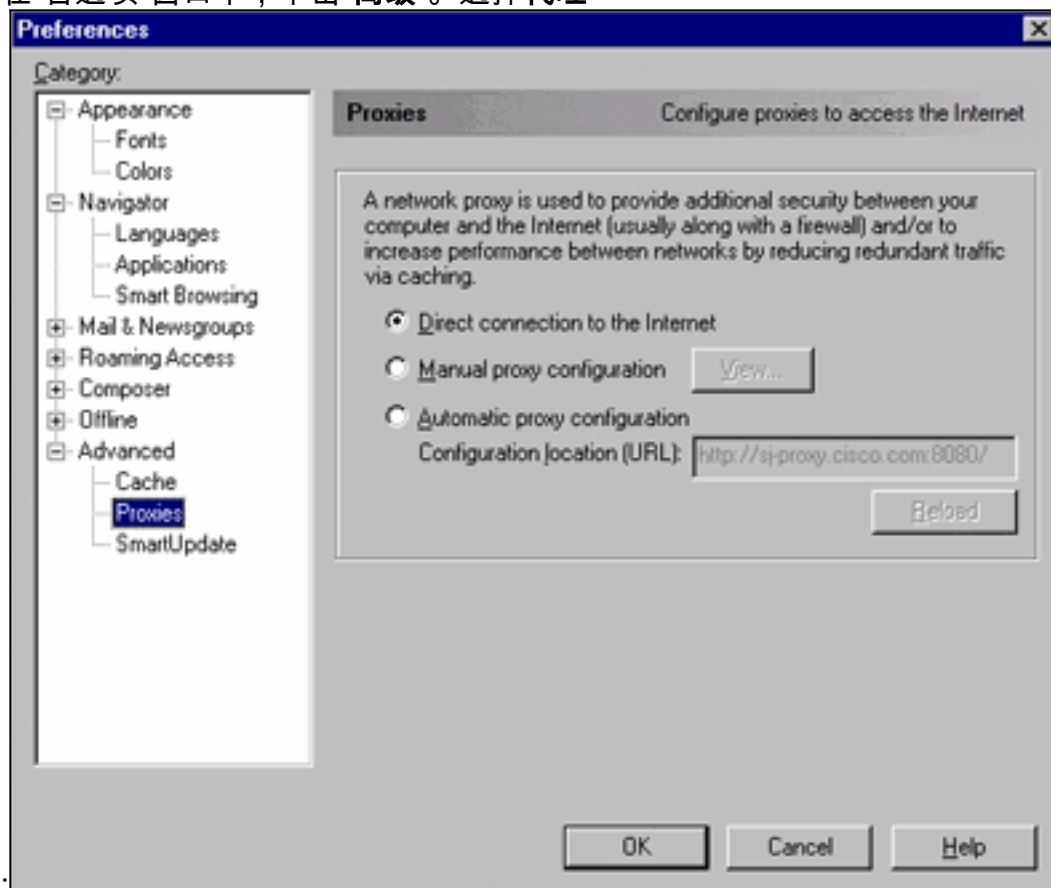 Preferences
Category:
Appearance
Fonts
Colors
Navigator
Languages
Applications
Smart Browsing
Mail & Newsgroups
Roaming Access
Composer
Offline
Advanced
Cache
Proxies
SmartUpdate
Proxies Configure proxies to access the Internet
A network proxy is used to provide additional security between your
computer and the Internet (usually along with a firewall) and/or to
increase performance between networks by reducing redundant traffic
via caching.
Direct connection to the Internet
Manual proxy configuration View...
Automatic proxy configuration
Configuration location (URL): http://sj-proxy.cisco.com:8080/
Reload
OK Cancel Help
.